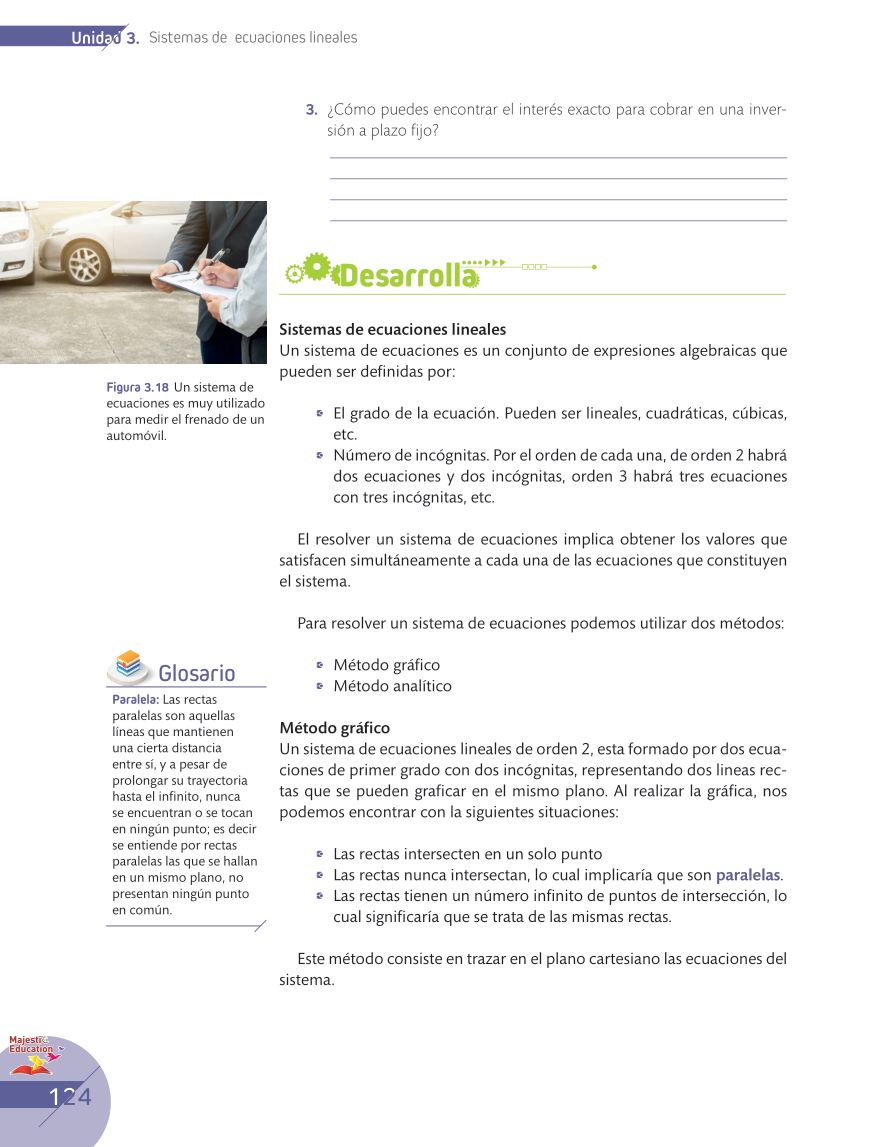 Unidad 3. Sistemas de ecuaciones lineales
3. ¿Cómo puedes encontrar el interés exacto para cobrar en una inver-
sión a plazo fijo?
Desarrolla
Sistemas de ecuaciones lineales
Un sistema de ecuaciones es un conjunto de expresiones algebraicas que
pueden ser definidas por:
Figura 3.18 Un sistema de
ecuaciones es muy utilizado
para medir el frenado de un
automóvil.
El grado de la ecuación. Pueden ser lineales, cuadráticas, cúbicas,
etc.
Número de incógnitas. Por el orden de cada una, de orden 2 habrá
dos ecuaciones y dos incógnitas, orden 3 habrá tres ecuaciones
con tres incógnitas, etc.
El resolver un sistema de ecuaciones implica obtener los valores que
satisfacen simultáneamente a cada una de las ecuaciones que constituyen
el sistema.
Para resolver un sistema de ecuaciones podemos utilizar dos métodos:
Método gráfico
Método analítico
Glosario
Paralela: Las rectas
paralelas son aquellas
líneas que mantienen
una cierta distancia
entre sí, y a pesar de
prolongar su trayectoria
hasta el infinito, nunca
se encuentran o se tocan
en ningún punto; es decir
se entiende por rectas
paralelas las que se hallan
en un mismo plano, no
presentan ningún punto
en común.
Método gráfico
Un sistema de ecuaciones lineales de orden 2, esta formado por dos ecua-
ciones de primer grado con dos incógnitas, representando dos lineas rec-
tas que se pueden graficar en el mismo plano. Al realizar la gráfica, nos
podemos encontrar con la siguientes situaciones:
Las rectas intersecten en un solo punto
Las rectas nunca intersectan, lo cual implicaría que son paralelas.
Las rectas tienen un número infinito de puntos de intersección, lo
cual significaría que se trata de las mismas rectas.
Este método consiste en trazar en el plano cartesiano las ecuaciones del
sistema.
Majestic
Education
124